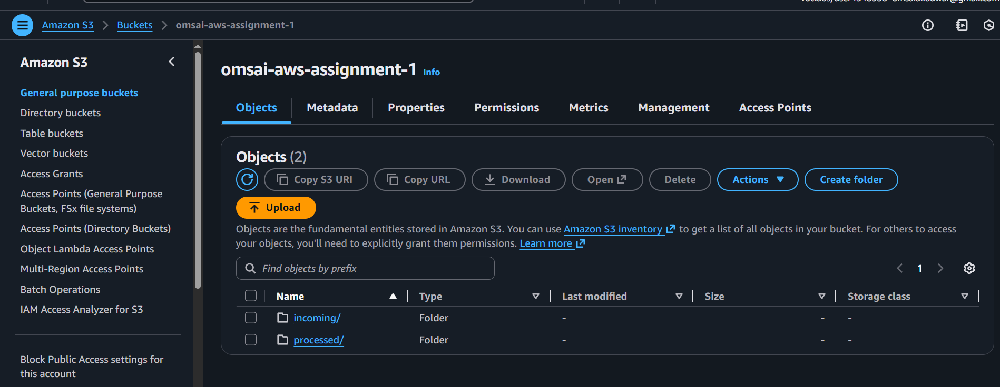 Amazon S3 > Buckets > omsai-aws-assignment-1
Amazon S3
General purpose buckets
Directory buckets
Table buckets
Vector buckets
Access Grants
Access Points (General Purpose
Buckets, FSx file systems)
Access Points (Directory Buckets)
Object Lambda Access Points
Multi-Region Access Points
Batch Operations
IAM Access Analyzer for S3
Block Public Access settings for
this account
omsai-aws-assignment-1 Info
Objects Metadata Properties Permissions Metrics Management Access Points
Objects (2)
Copy S3 URI Copy URL Download Open Delete Actions Create folder
Upload
Objects are the fundamental entities stored in Amazon S3. You can use Amazon S3 inventory to get a list of all objects in your bucket. For others to access
your objects, you'll need to explicitly grant them permissions. Learn more
Find objects by prefix
1
Name Type Last modified Size Storage class
incoming/ Folder - - -
processed/ Folder - - -